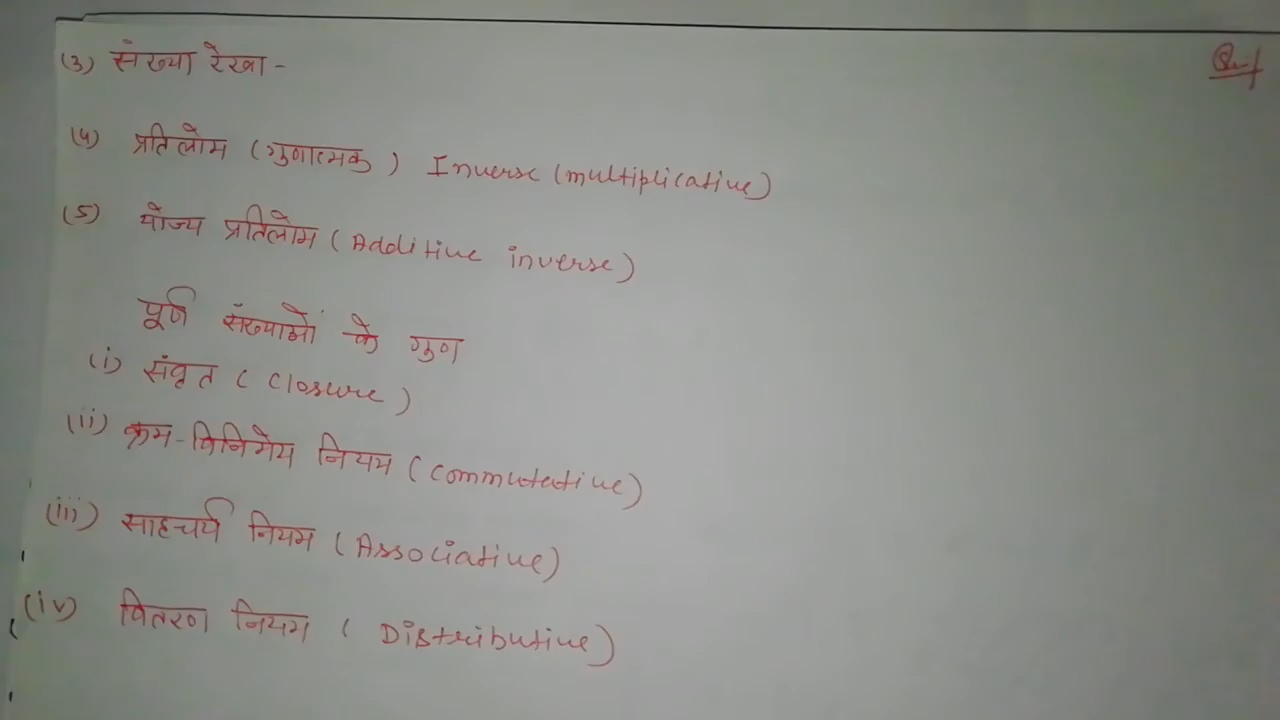 (3) संख्या रेखा -
(4) प्रतिलोम (गुणात्मक) Inverse (multiplicative)
(5) योज्य प्रतिलोम (Additive inverse)
पूर्ण संख्याओं के गुण
(i) संवृत (Closure)
(ii) क्रम-विनिमेय नियम (Commutative)
(iii) साहचर्य नियम (Associative)
(iv) वितरण नियम (Distributive)